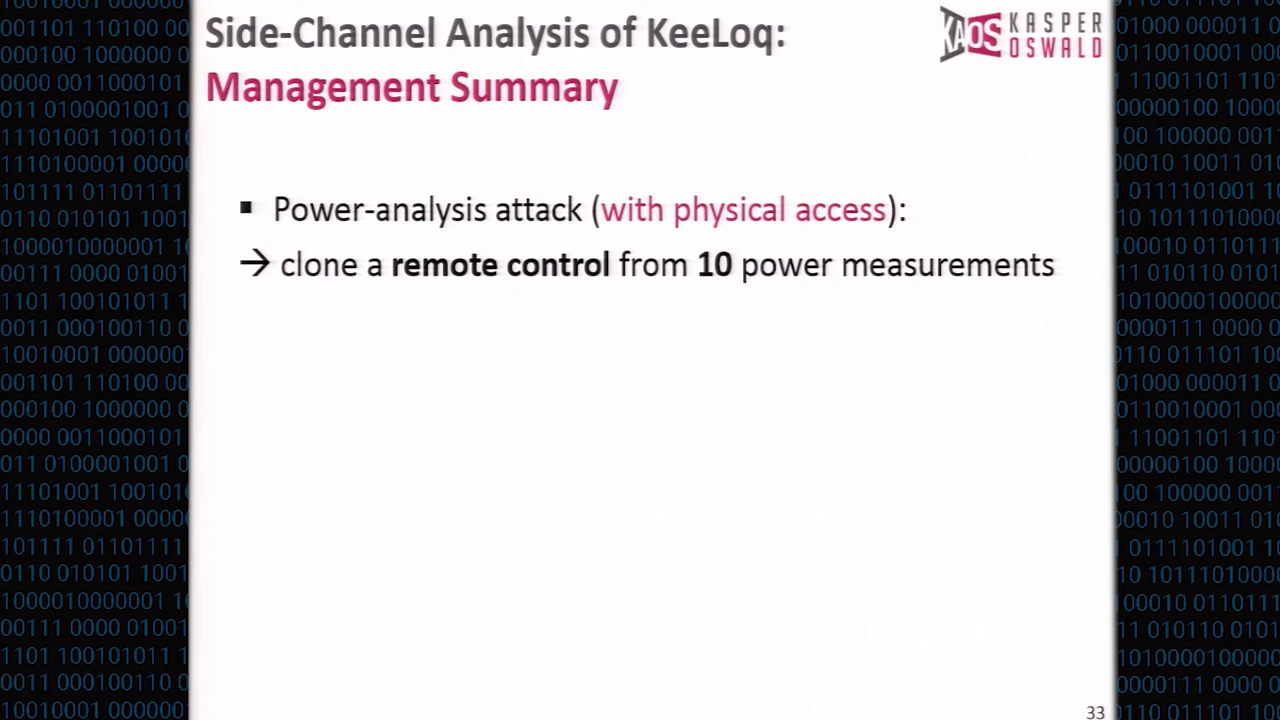 Side-Channel Analysis of KeeLoq:
Management Summary
KAOS KASPER
OSWALD
▪ Power-analysis attack (with physical access):
→ clone a remote control from 10 power measurements
33